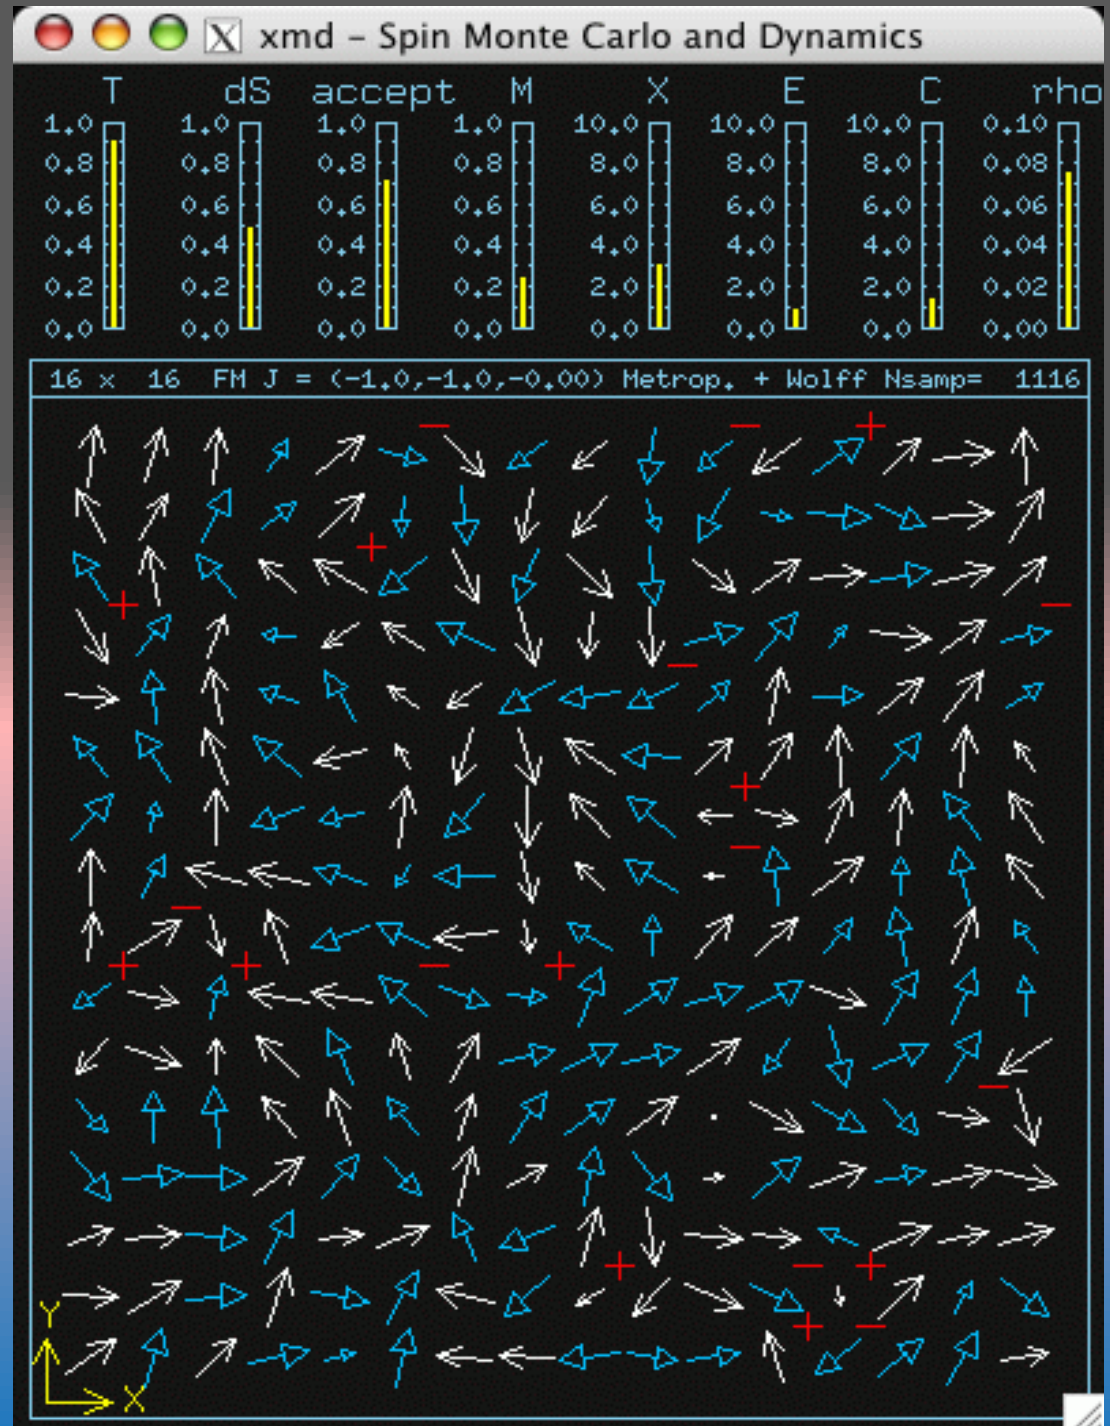 X xmd – Spin Monte Carlo and Dynamics
T dS accept M X E C rho
1.0 1.0 1.0 1.0 10.0 10.0 10.0 0.10
0.8 0.8 0.8 0.8 8.0 8.0 8.0 0.08
0.6 0.6 0.6 0.6 6.0 6.0 6.0 0.06
0.4 0.4 0.4 0.4 4.0 4.0 4.0 0.04
0.2 0.2 0.2 0.2 2.0 2.0 2.0 0.02
0.0 0.0 0.0 0.0 0.0 0.0 0.0 0.00
16 x 16 FM J = (-1.0,-1.0,-0.00) Metrop. + Wolff Nsamp= 1116
Y
X